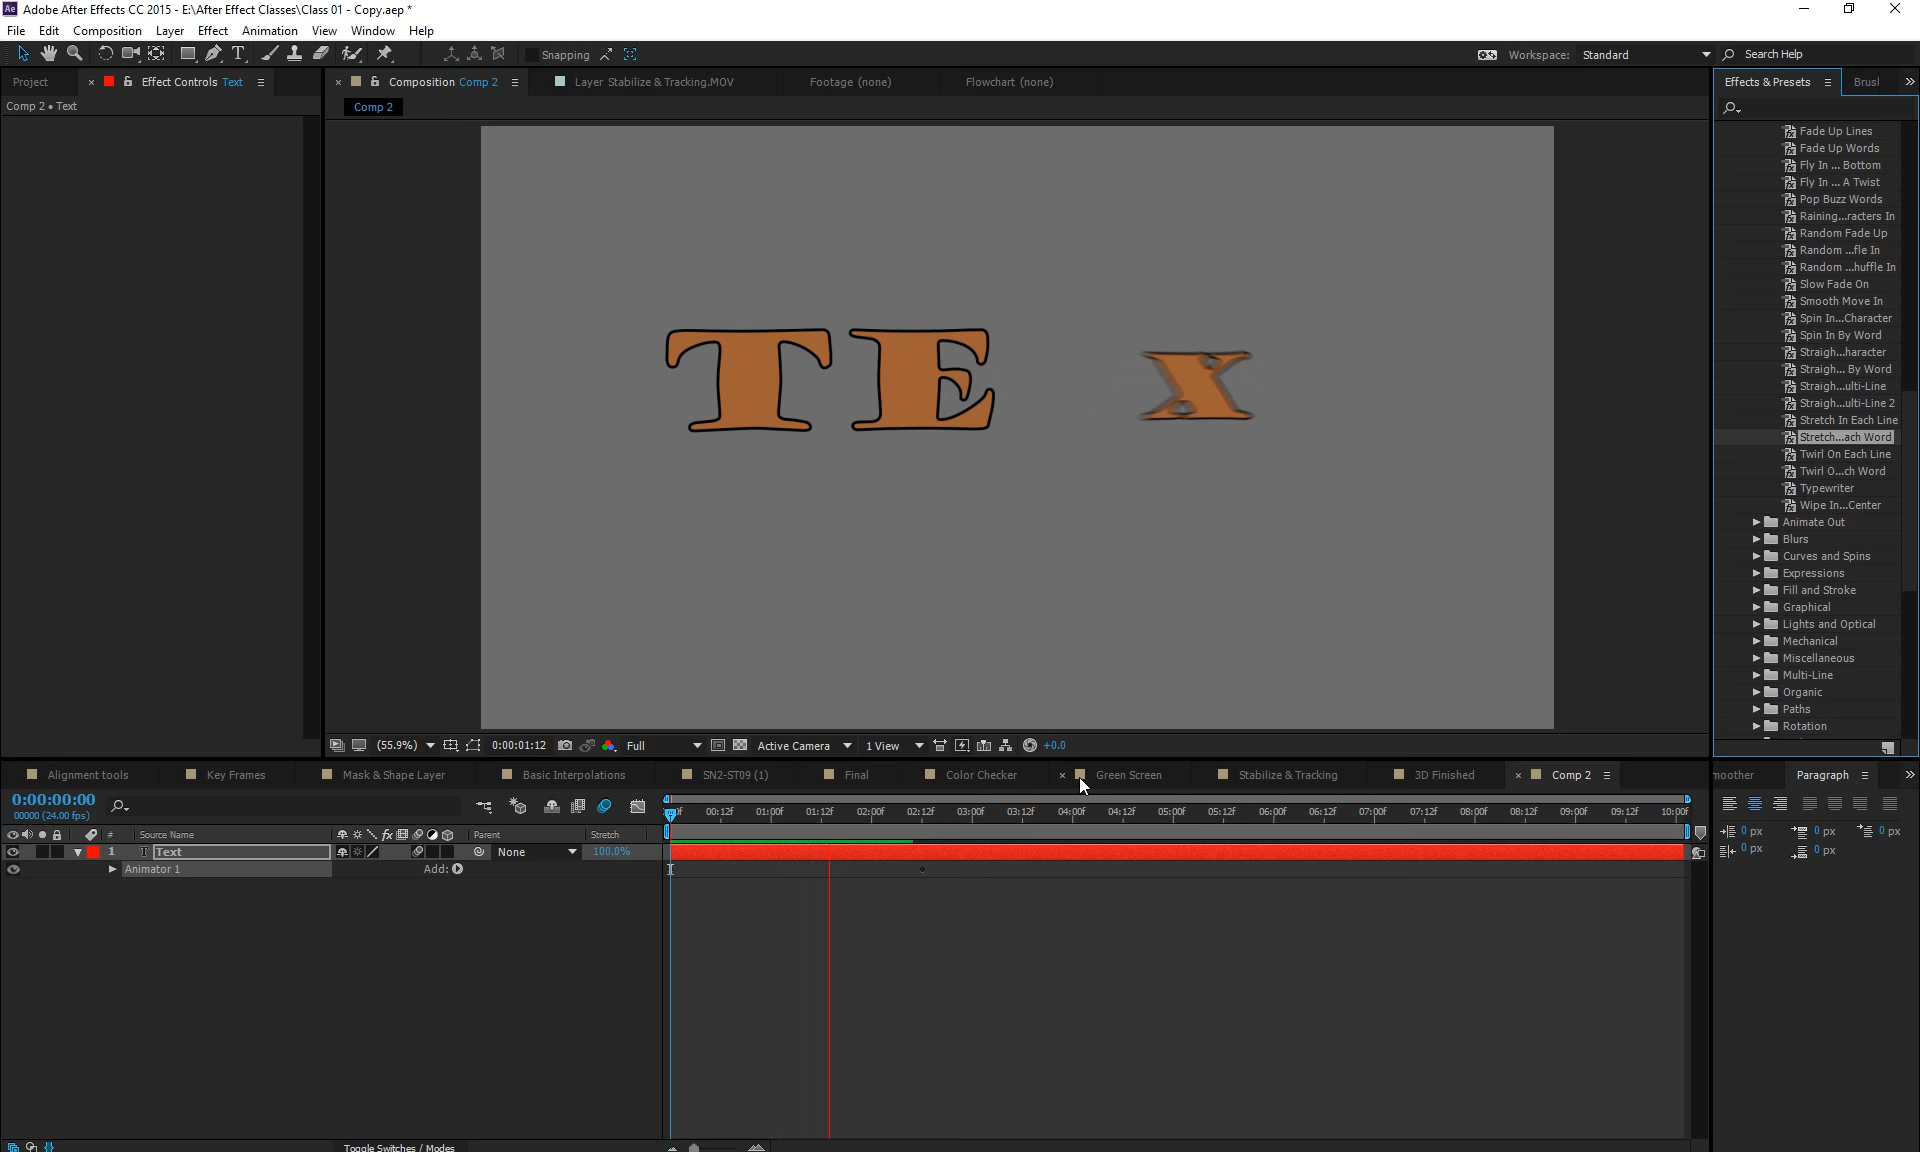 Adobe After Effects CC 2015 - E:\After Effect Classes\Class 01 - Copy.aep *
File Edit Composition Layer Effect Animation View Window Help
Snapping
Workspace: Standard
Search Help
Project
Effect Controls Text
Composition Comp 2
Layer Stabilize & Tracking.MOV
Footage (none)
Flowchart (none)
Effects & Presets
Brusl
Comp 2 • Text
Comp 2
TE X
Fade Up Lines
Fade Up Words
Fly In ... Bottom
Fly In ... A Twist
Pop Buzz Words
Raining...racters In
Random Fade Up
Random ...fle In
Random ...huffle In
Slow Fade On
Smooth Move In
Spin In...Character
Spin In By Word
Straigh...haracter
Straigh... By Word
Straigh...ulti-Line
Straigh...ulti-Line 2
Stretch In Each Line
Stretch...ach Word
Twirl On Each Line
Twirl O...ch Word
Typewriter
Wipe In...Center
Animate Out
Blurs
Curves and Spins
Expressions
Fill and Stroke
Graphical
Lights and Optical
Mechanical
Miscellaneous
Multi-Line
Organic
Paths
Rotation
(55.9%) 0:00:01:12 Full Active Camera 1 View +0.0
Alignment tools Key Frames Mask & Shape Layer Basic Interpolations SN2-ST09 (1) Final Color Checker Green Screen Stabilize & Tracking 3D Finished Comp 2
moother Paragraph
0:00:00:00
00000 (24.00 fps)
00:12f 01:00f 01:12f 02:00f 02:12f 03:00f 03:12f 04:00f 04:12f 05:00f 05:12f 06:00f 06:12f 07:00f 07:12f 08:00f 08:12f 09:00f 09:12f 10:00f
# Source Name Parent Stretch
1 T Text None 100.0%
Animator 1 Add:
0 px 0 px 0 px
0 px 0 px
Toggle Switches / Modes